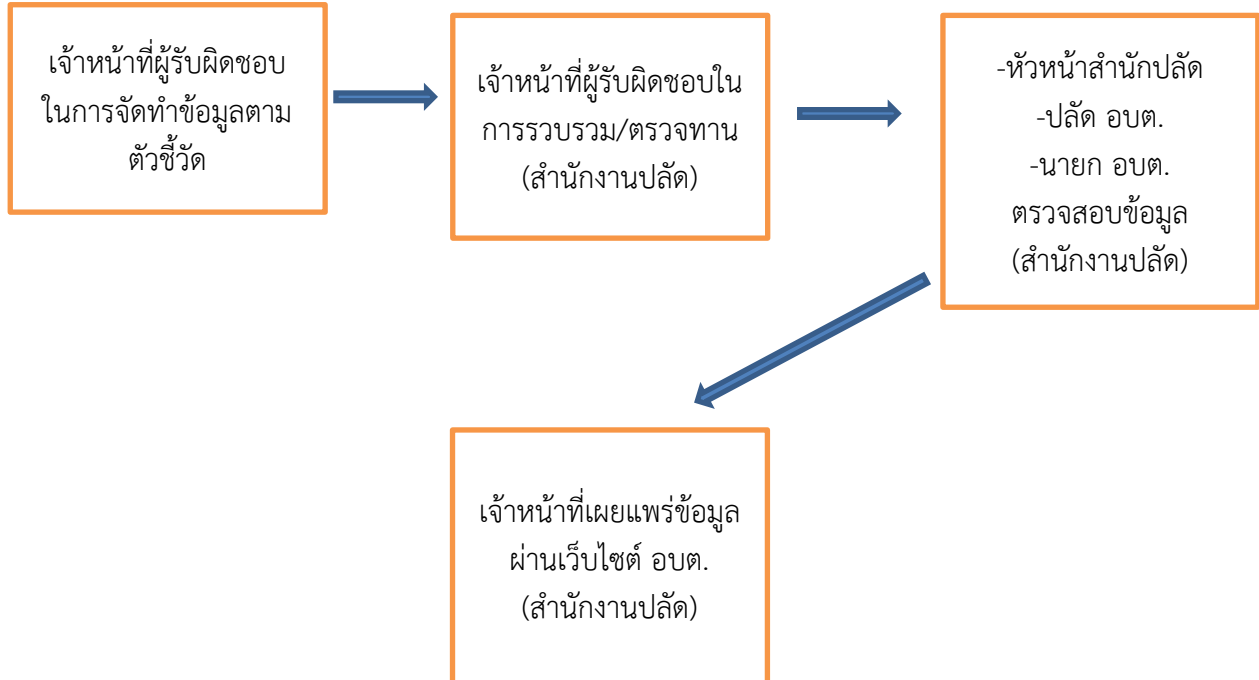 เจ้าหน้าที่ผู้รับผิดชอบ
ในการจัดทำข้อมูลตาม
ตัวชี้วัด
เจ้าหน้าที่ผู้รับผิดชอบใน
การรวบรวม/ตรวจทาน
(สำนักงานปลัด)
-หัวหน้าสำนักปลัด
-ปลัด อบต.
-นายก อบต.
ตรวจสอบข้อมูล
(สำนักงานปลัด)
เจ้าหน้าที่เผยแพร่ข้อมูล
ผ่านเว็บไซต์ อบต.
(สำนักงานปลัด)